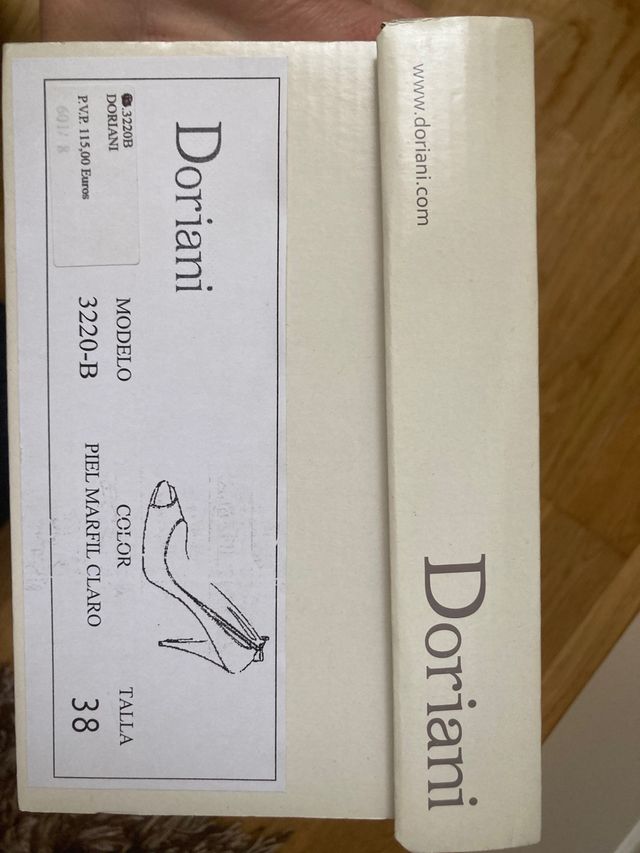 www.doriani.com
Doriani
Doriani
.3220B
DORIANI
P.V.P. 115,00 Euros
MODELO
3220-B
COLOR
PIEL MARFIL CLARO
TALLA
38